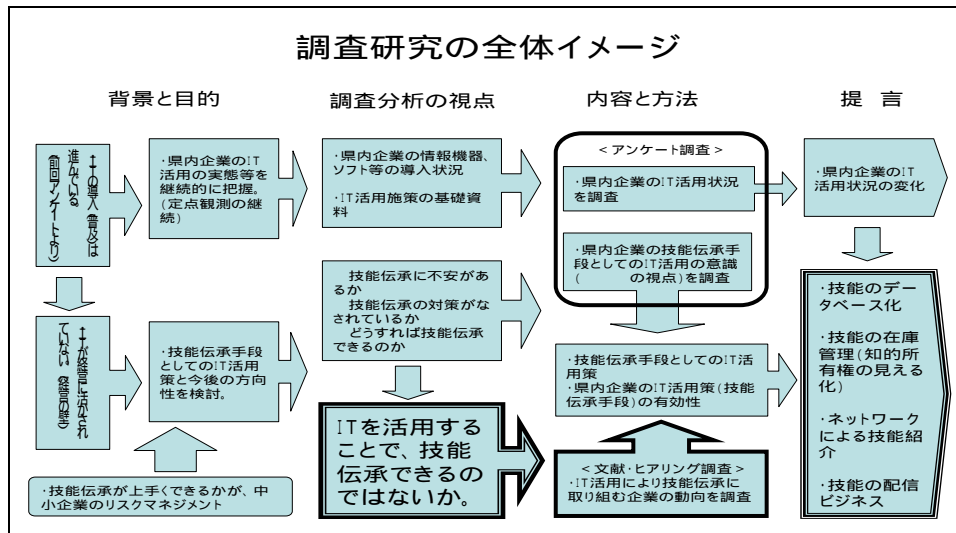 調査研究の全体イメージ
背景と目的
調査分析の視点
内容と方法
提 言
・ITの導入(普及)は
進んでいる
(前回アンケートより)
・県内企業のIT
活用の実態等を
継続的に把握。
(定点観測の継
続)
・県内企業の情報機器、
ソフト等の導入状況
・IT活用施策の基礎資
料
<アンケート調査>
・県内企業のIT活用状況
を調査
・県内企業の技能伝承手
段としてのIT活用の意識
( の視点)を調査
・県内企業のIT
活用状況の変化
・ITが経営に活かされ
ていない(経営の壁)
・技能伝承手段
としてのIT活用
策と今後の方向
性を検討。
技能伝承に不安があ
るか
技能伝承の対策がな
されているか
どうすれば技能伝承
できるのか
・技能伝承手段としてのIT活
用策
・県内企業のIT活用策(技能
伝承手段)の有効性
・技能のデー
タベース化
・技能の在庫
管理(知的所
有権の見える
化)
・ネットワーク
による技能紹
介
・技能の配信
ビジネス
・技能伝承が上手くできるかが、中
小企業のリスクマネジメント
ITを活用する
ことで、技能
伝承できるの
ではないか。
<文献・ヒアリング調査>
・IT活用により技能伝承に
取り組む企業の動向を調査